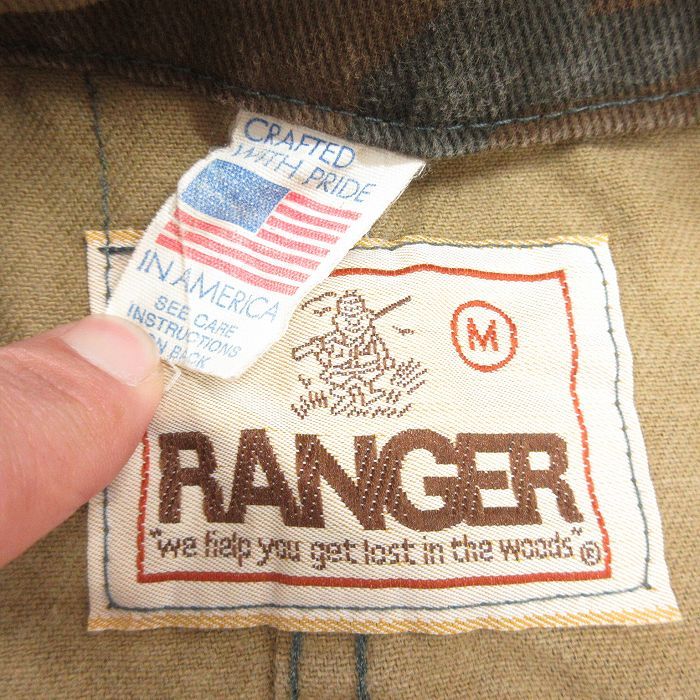 CRAFTED
WITH PRIDE
IN AMERICA
SEE CARE
INSTRUCTIONS
ON BACK
M
RANGER
"we help you get lost in the woods"®